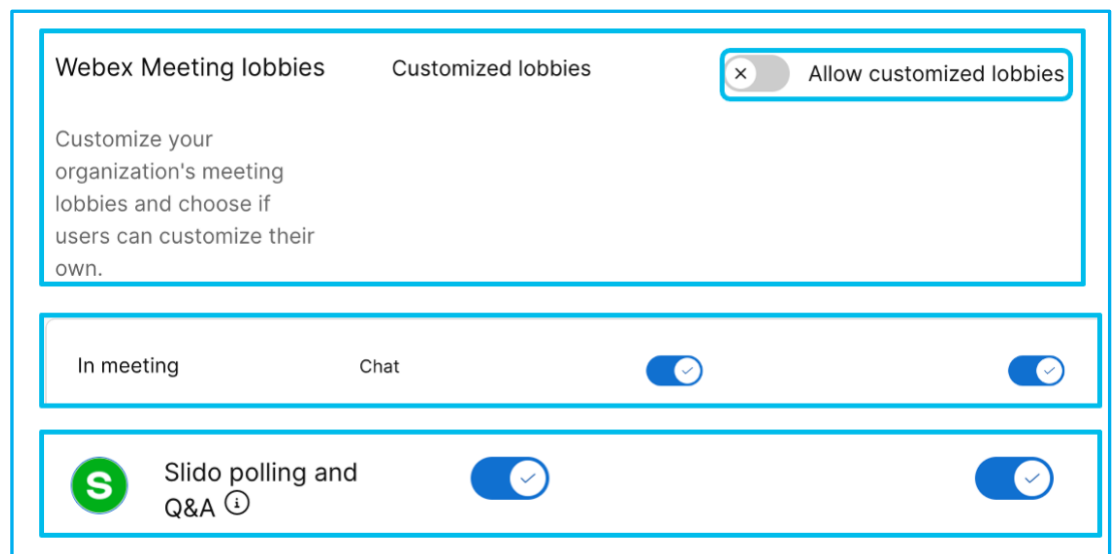 Webex Meeting lobbies
Customized lobbies
Allow customized lobbies
Customize your
organization's meeting
lobbies and choose if
users can customize their
own.
In meeting
Chat
S
Slido polling and
Q&A